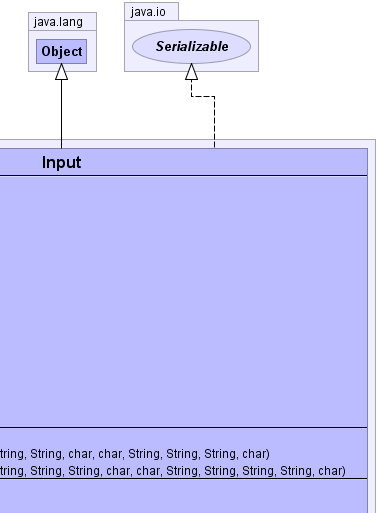 java.lang
java.io
Object
Serializable
Input
tring, String, char, char, String, String, String, char)
tring, String, String, char, char, String, String, String, String, char)